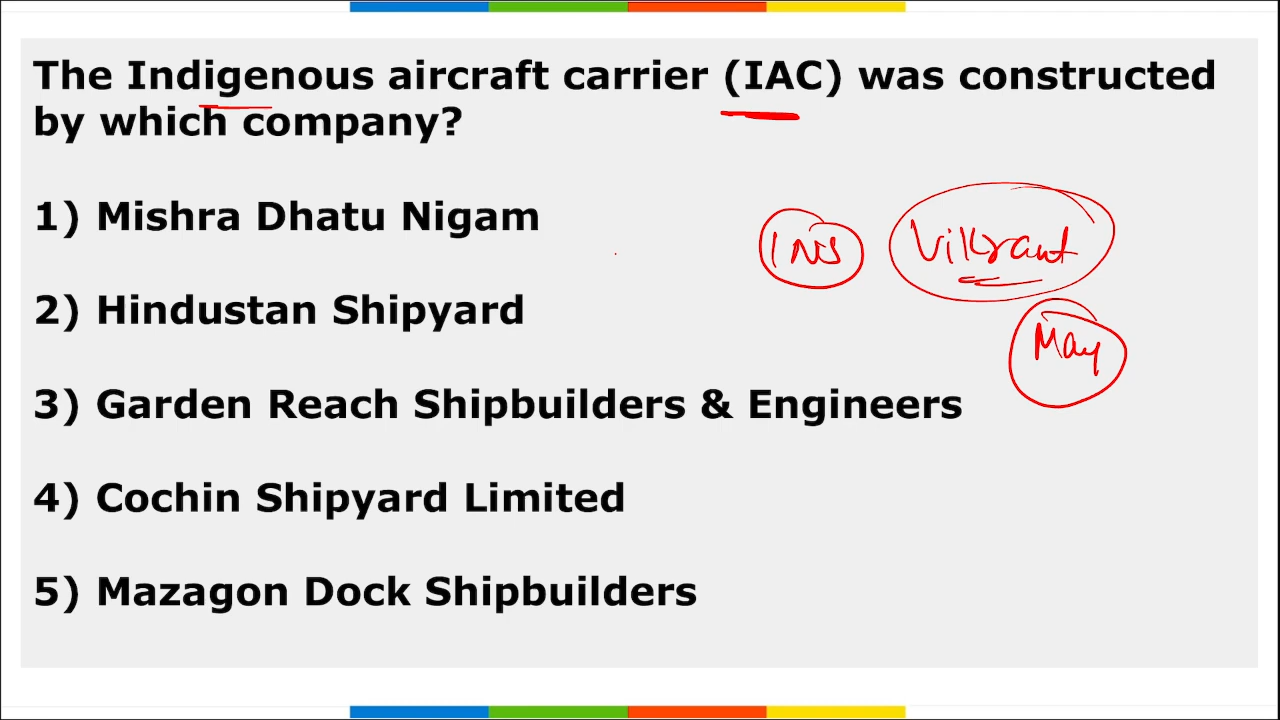 The Indigenous aircraft carrier (IAC) was constructed
by which company?
1) Mishra Dhatu Nigam
INS Vikrant
2) Hindustan Shipyard
May
3) Garden Reach Shipbuilders & Engineers
4) Cochin Shipyard Limited
5) Mazagon Dock Shipbuilders